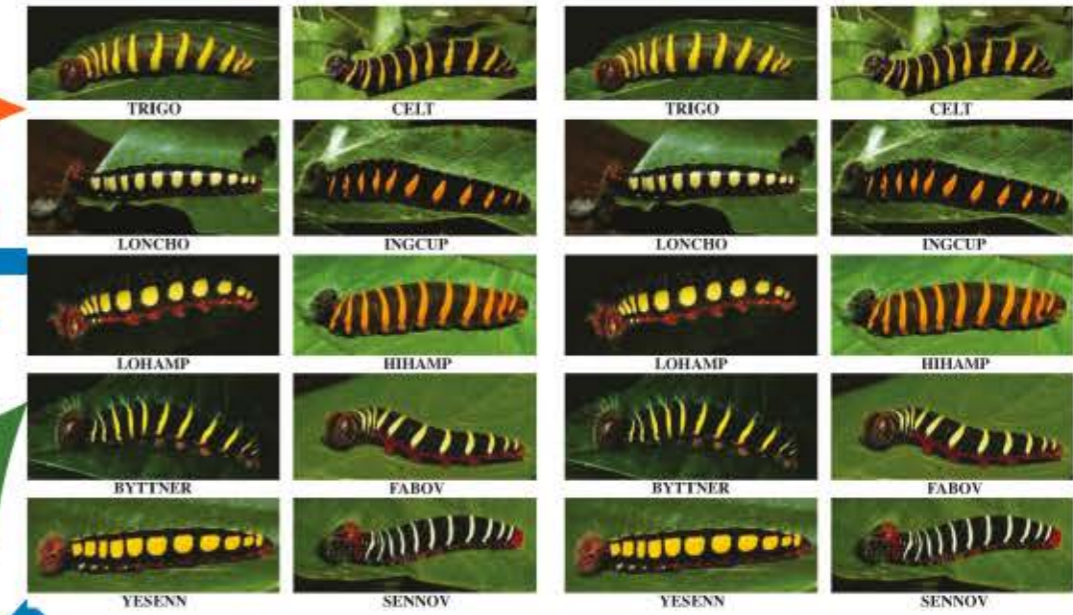 TRIGO CELT TRIGO CELT
LONCHO INGCUP LONCHO INGCUP
LOHAMP HIHAMP LOHAMP HIHAMP
BYTTNER FABOV BYTTNER FABOV
YESENN SENNOV YESENN SENNOV